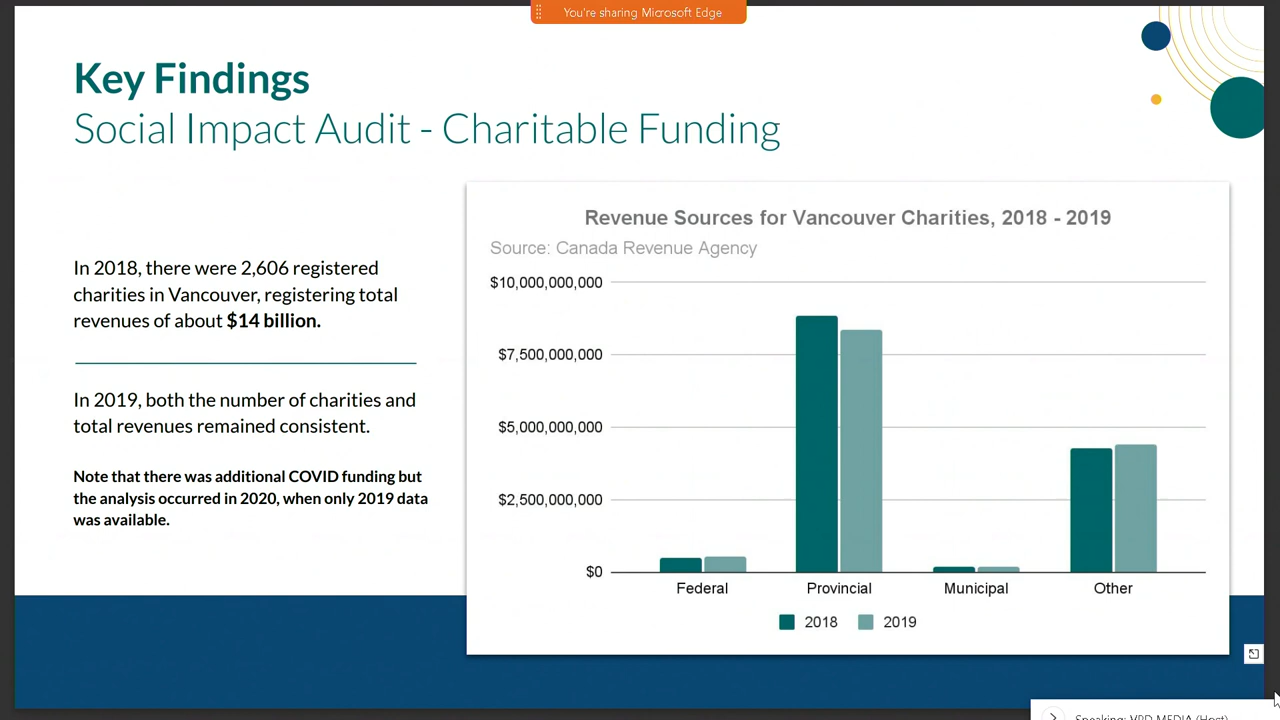 You're sharing Microsoft Edge
Key Findings
Social Impact Audit - Charitable Funding
In 2018, there were 2,606 registered
charities in Vancouver, registering total
revenues of about $14 billion.
In 2019, both the number of charities and
total revenues remained consistent.
Note that there was additional COVID funding but
the analysis occurred in 2020, when only 2019 data
was available.
Revenue Sources for Vancouver Charities, 2018 - 2019
Source: Canada Revenue Agency
$10,000,000,000
$7,500,000,000
$5,000,000,000
$2,500,000,000
$0
Federal Provincial Municipal Other
2018 2019
Speaking: VPD MEDIA (Host)